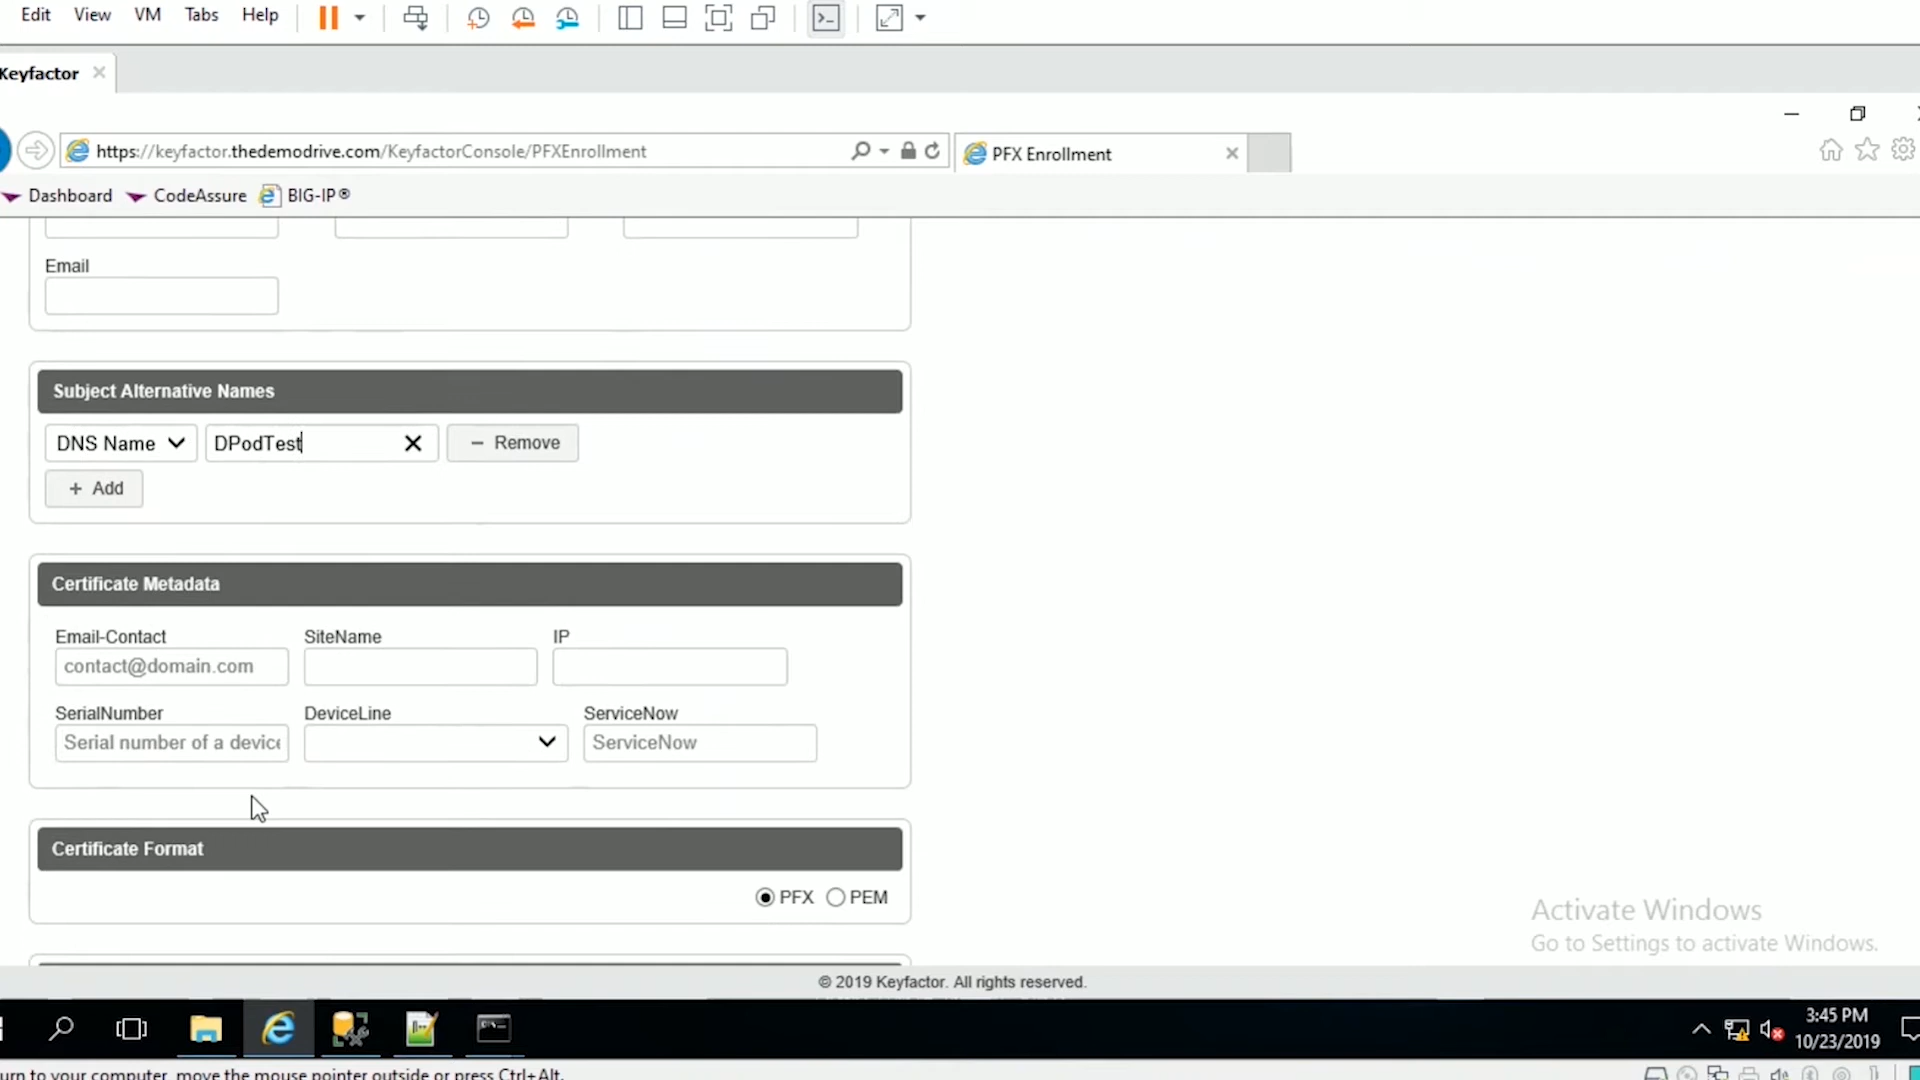 Edit View VM Tabs Help
Keyfactor
https://keyfactor.thedemodrive.com/KeyfactorConsole/PFXEnrollment PFX Enrollment
Dashboard CodeAssure BIG-IP®
Email
Subject Alternative Names
DNS Name DPodTest − Remove
+ Add
Certificate Metadata
Email-Contact SiteName IP
contact@domain.com
SerialNumber DeviceLine ServiceNow
Serial number of a device ServiceNow
Certificate Format
PFX PEM
Activate Windows
Go to Settings to activate Windows.
© 2019 Keyfactor. All rights reserved.
3:45 PM
10/23/2019
urn to your computer, move the mouse pointer outside or press Ctrl+Alt.